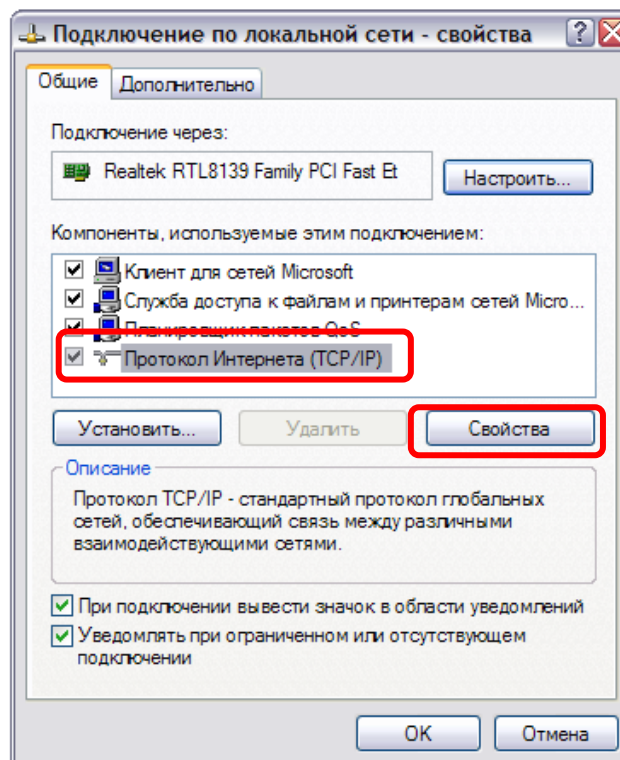 Подключение по локальной сети - свойства
Общие
Дополнительно
Подключение через:
Realtek RTL8139 Family PCI Fast Et
Настроить...
Компоненты, используемые этим подключением:
Клиент для сетей Microsoft
Служба доступа к файлам и принтерам сетей Micro...
Планировщик пакетов QoS
Протокол Интернета (TCP/IP)
Установить...
Удалить
Свойства
Описание
Протокол TCP/IP - стандартный протокол глобальных
сетей, обеспечивающий связь между различными
взаимодействующими сетями.
При подключении вывести значок в области уведомлений
Уведомлять при ограниченном или отсутствующем
подключении
OK
Отмена